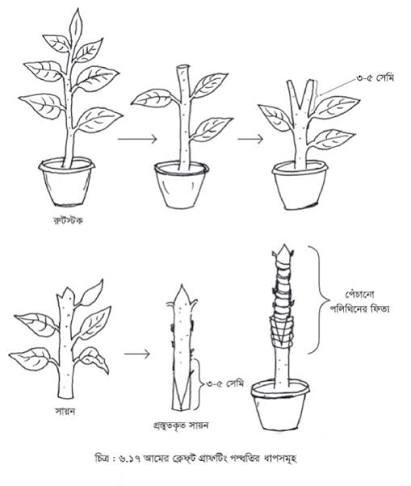 ৩-৫ সেমি
রুটস্টক
পেঁচানো
পলিথিনের ফিতা
৩-৫ সেমি
সায়ন
প্রস্তুতকৃত সায়ন
চিত্র : ৬.১৭ আমের ক্লেফ্‌ট গ্রাফটিং পদ্ধতির ধাপসমূহ